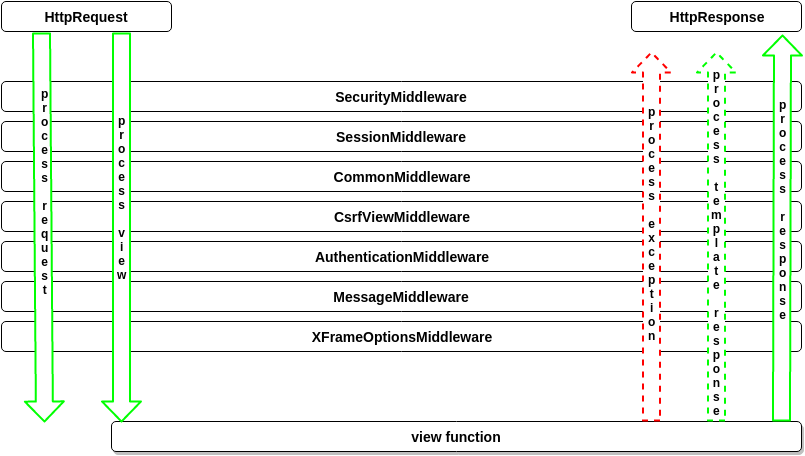 HttpRequest
HttpResponse
SecurityMiddleware
SessionMiddleware
CommonMiddleware
CsrfViewMiddleware
AuthenticationMiddleware
MessageMiddleware
XFrameOptionsMiddleware
view function
process request
process view
process exception
process template response
process response